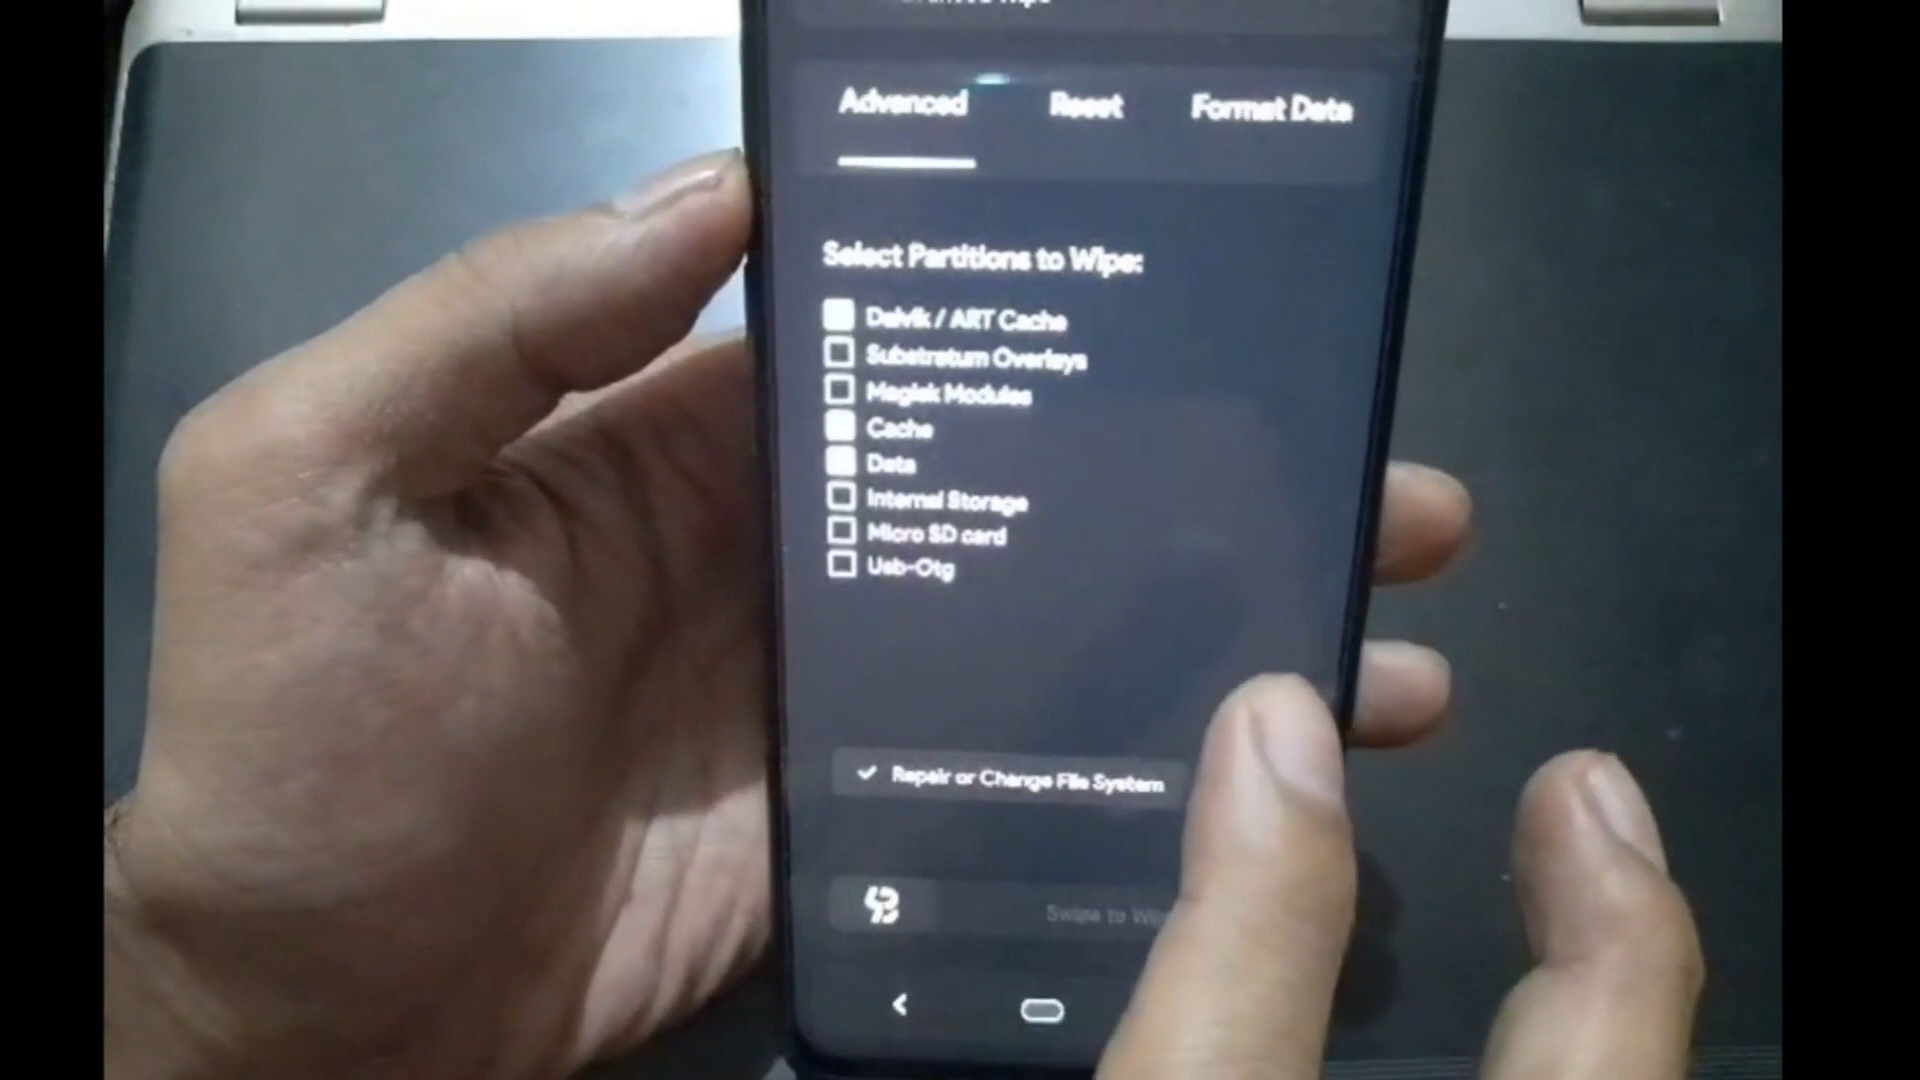 Advanced Reset Format Data
Select Partitions to Wipe:
Dalvik / ART Cache
Substratum Overlays
Magisk Modules
Cache
Data
Internal Storage
Micro SD card
Usb-Otg
Repair or Change File System
Swipe to